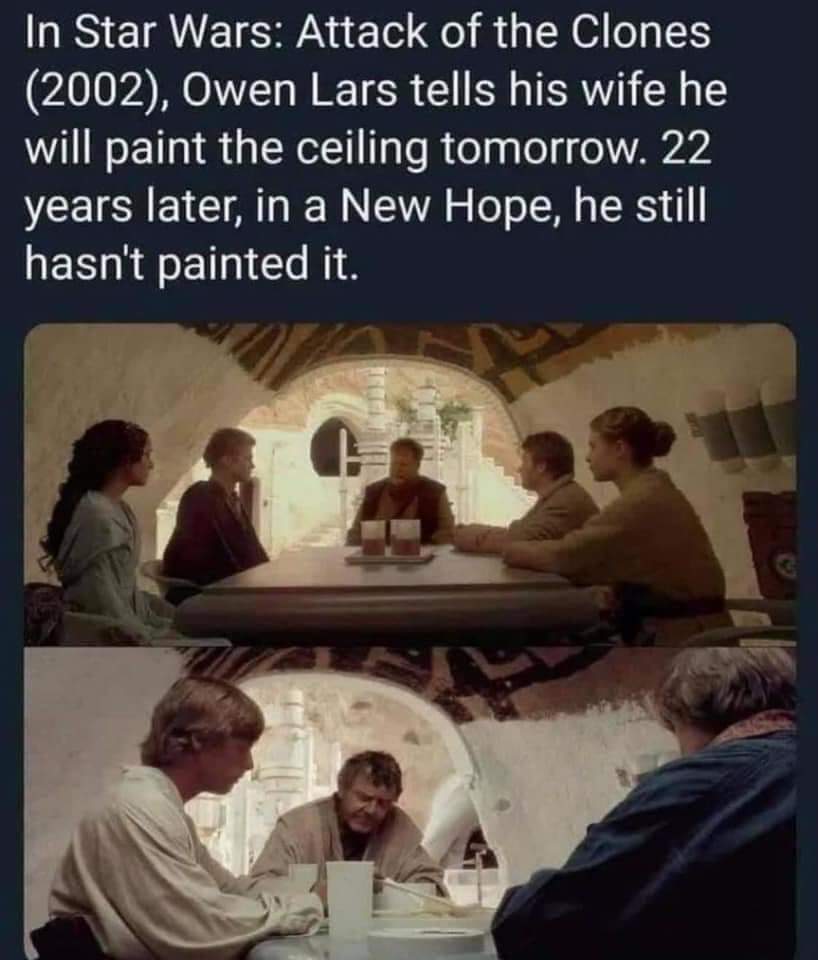 In Star Wars: Attack of the Clones
(2002), Owen Lars tells his wife he
will paint the ceiling tomorrow. 22
years later, in a New Hope, he still
hasn't painted it.